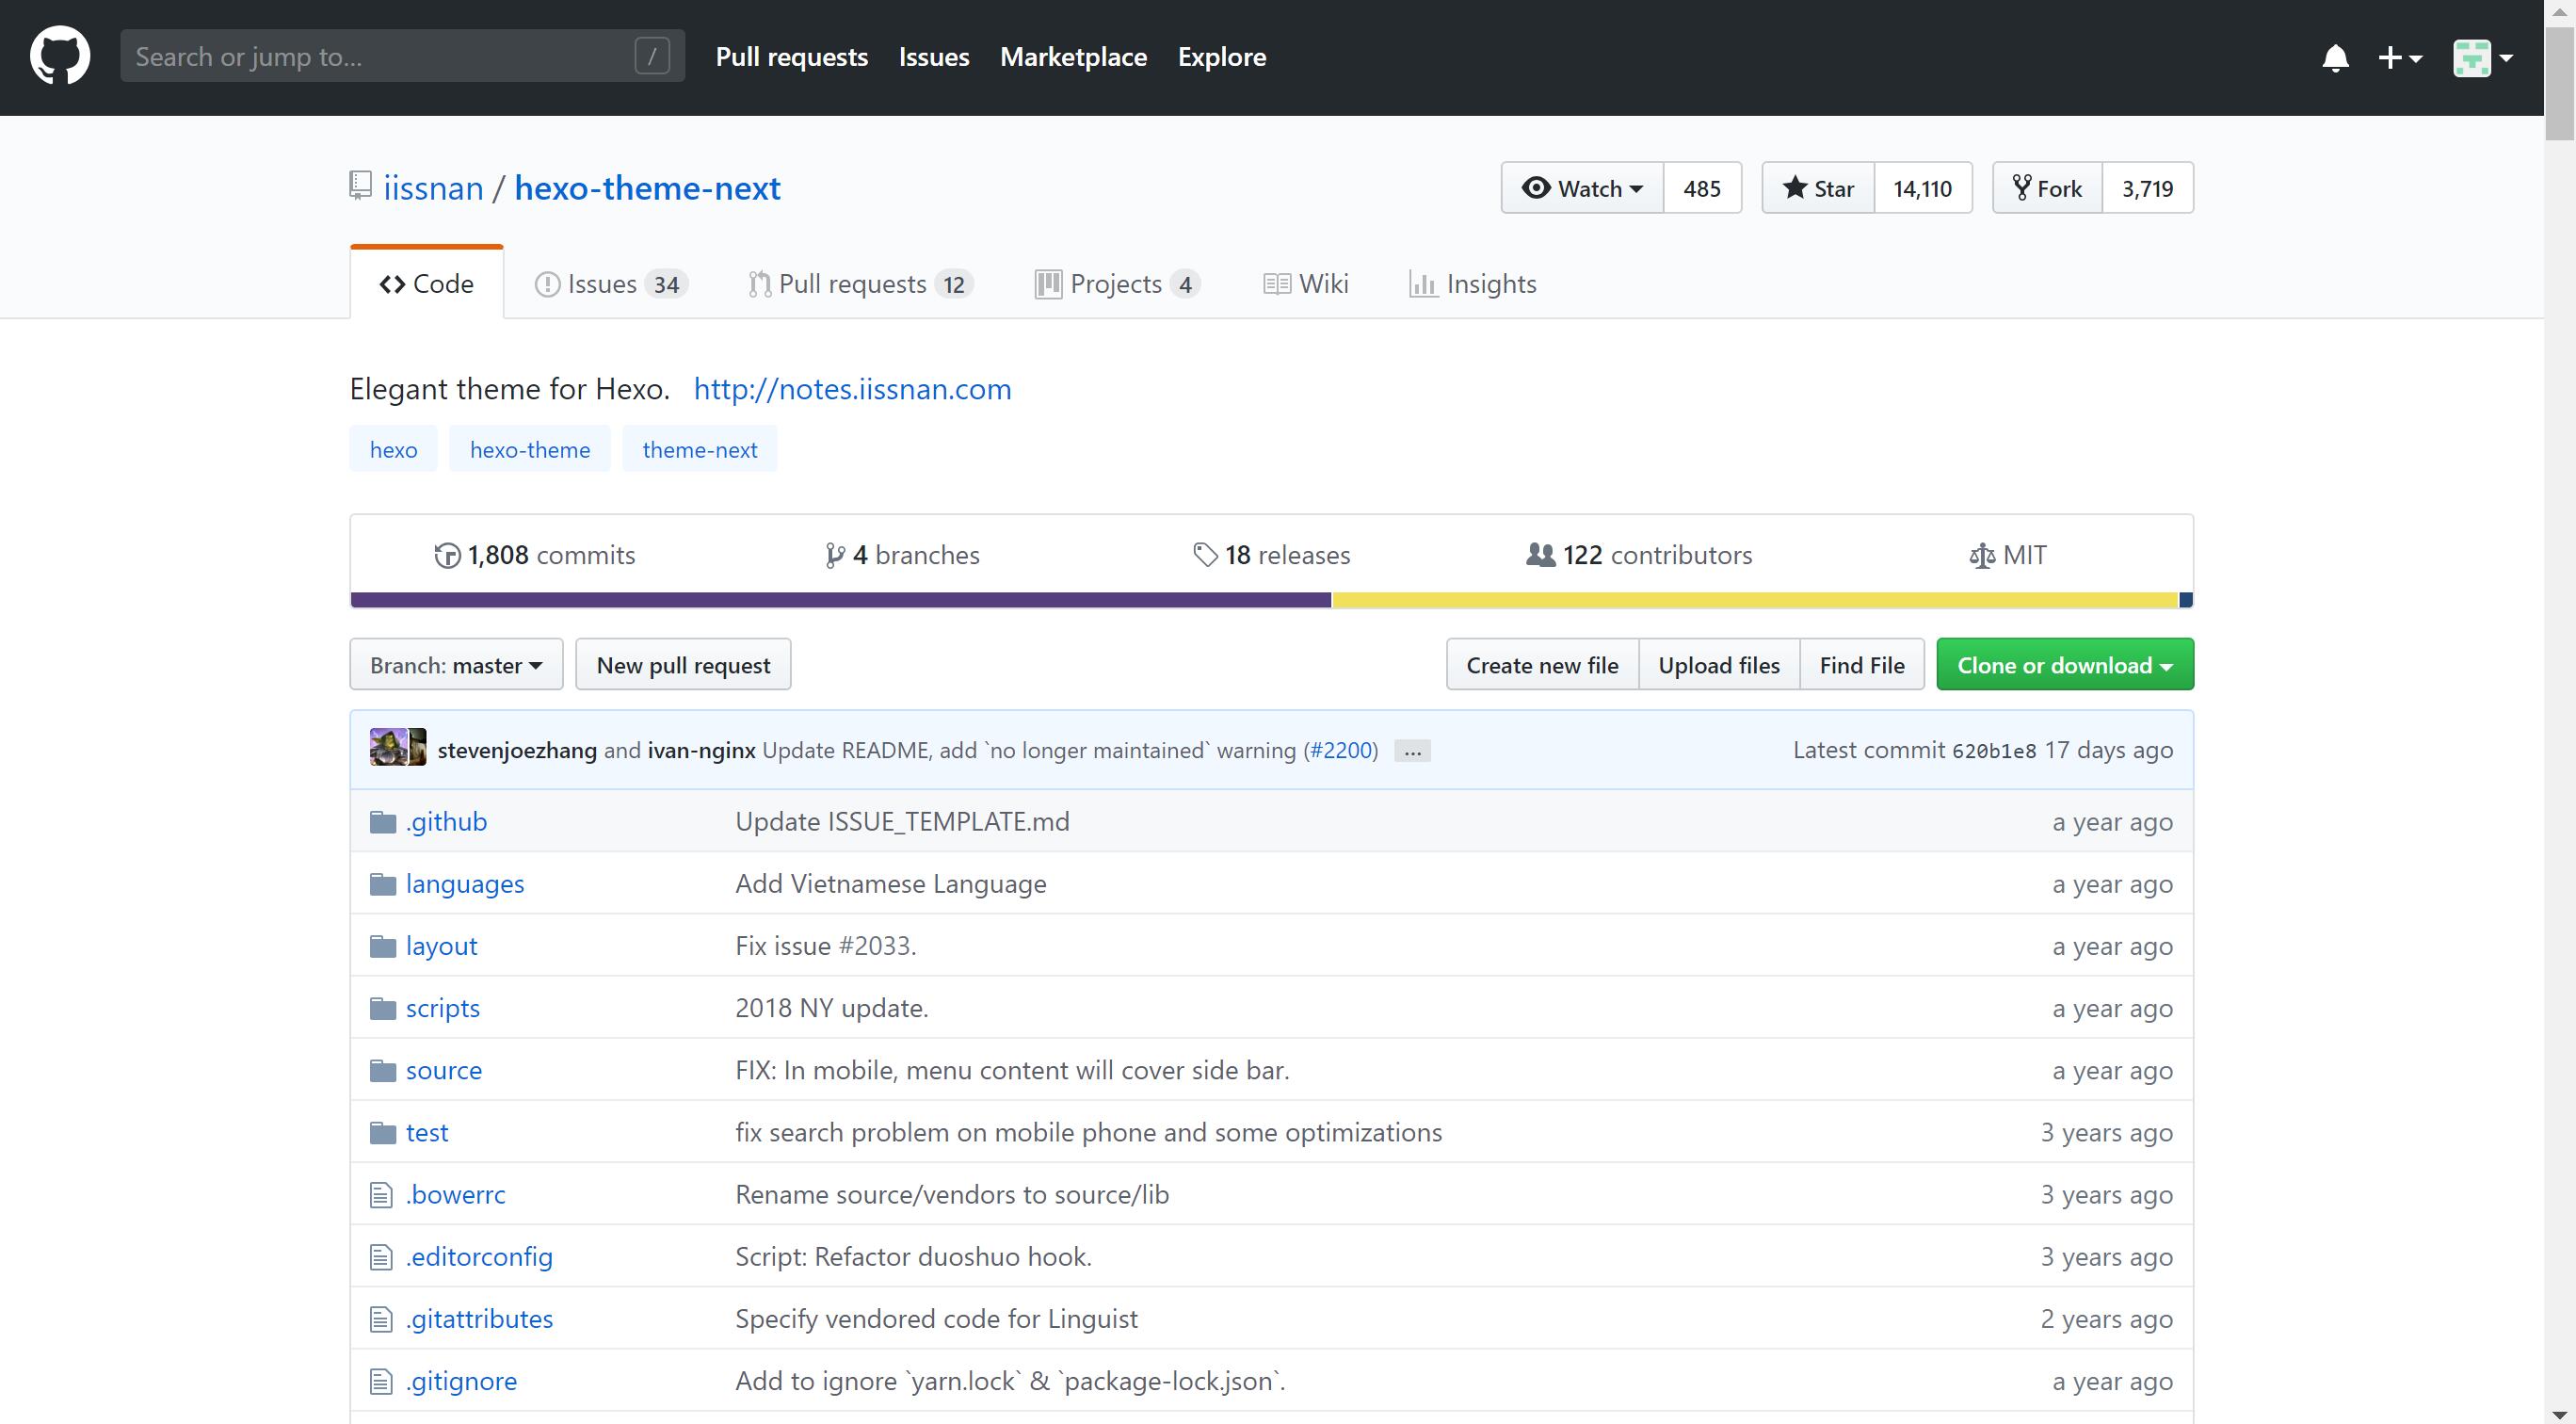 Search or jump to... /
Pull requests Issues Marketplace Explore
iissnan / hexo-theme-next
Watch 485 Star 14,110 Fork 3,719
Code Issues 34 Pull requests 12 Projects 4 Wiki Insights
Elegant theme for Hexo. http://notes.iissnan.com
hexo hexo-theme theme-next
1,808 commits 4 branches 18 releases 122 contributors MIT
Branch: master New pull request Create new file Upload files Find File Clone or download
stevenjoezhang and ivan-nginx Update README, add `no longer maintained` warning (#2200) ... Latest commit 620b1e8 17 days ago
.github Update ISSUE_TEMPLATE.md a year ago
languages Add Vietnamese Language a year ago
layout Fix issue #2033. a year ago
scripts 2018 NY update. a year ago
source FIX: In mobile, menu content will cover side bar. a year ago
test fix search problem on mobile phone and some optimizations 3 years ago
.bowerrc Rename source/vendors to source/lib 3 years ago
.editorconfig Script: Refactor duoshuo hook. 3 years ago
.gitattributes Specify vendored code for Linguist 2 years ago
.gitignore Add to ignore `yarn.lock` & `package-lock.json`. a year ago